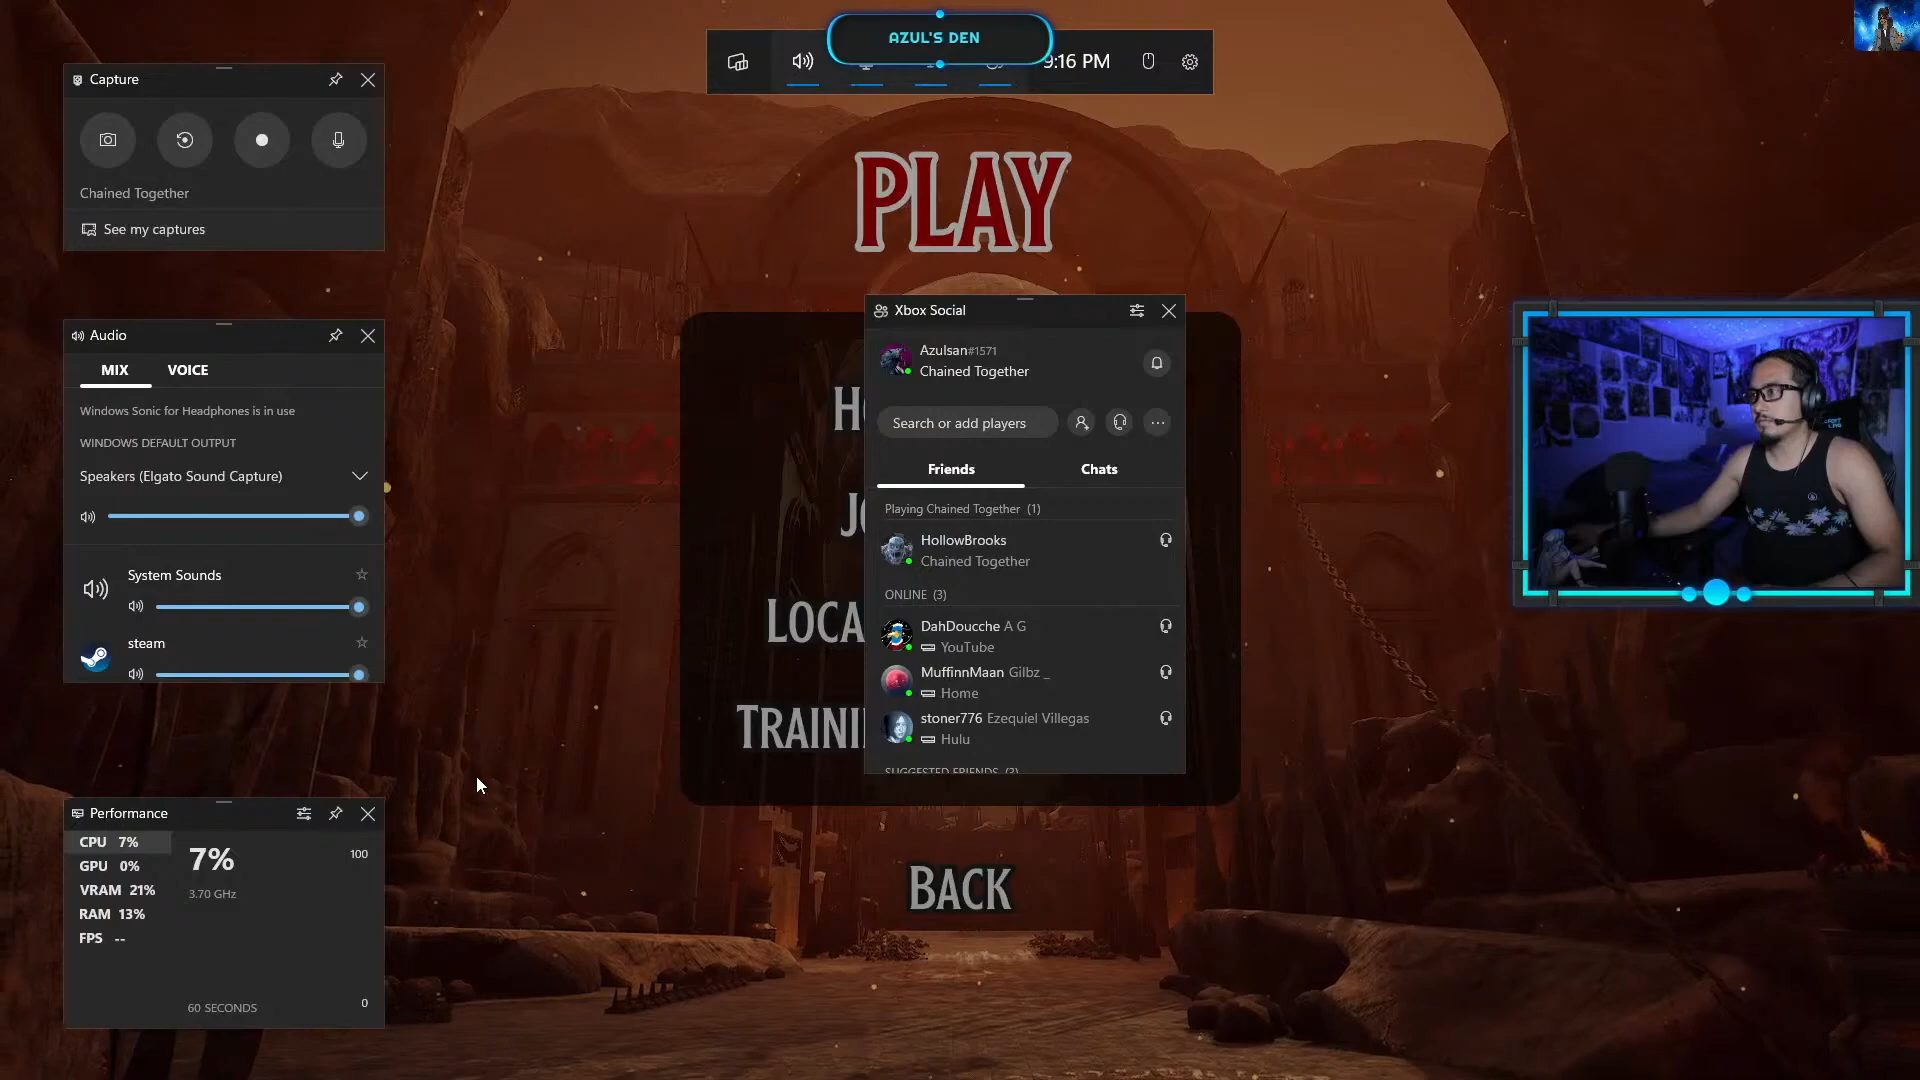 AZUL'S DEN
9:16 PM
Capture
Chained Together
See my captures
PLAY
Audio
MIX VOICE
Windows Sonic for Headphones is in use
WINDOWS DEFAULT OUTPUT
Speakers (Elgato Sound Capture)
System Sounds
steam
Performance
CPU 7%
GPU 0%
VRAM 21%
RAM 13%
FPS --
7%
3.70 GHz
100
0
60 SECONDS
Xbox Social
Azulsan#1571
Chained Together
Search or add players
Friends Chats
Playing Chained Together (1)
HollowBrooks
Chained Together
ONLINE (3)
DahDoucche A G
YouTube
MuffinnMaan Gilbz _
Home
stoner776 Ezequiel Villegas
Hulu
SUGGESTED FRIENDS (3)
BACK